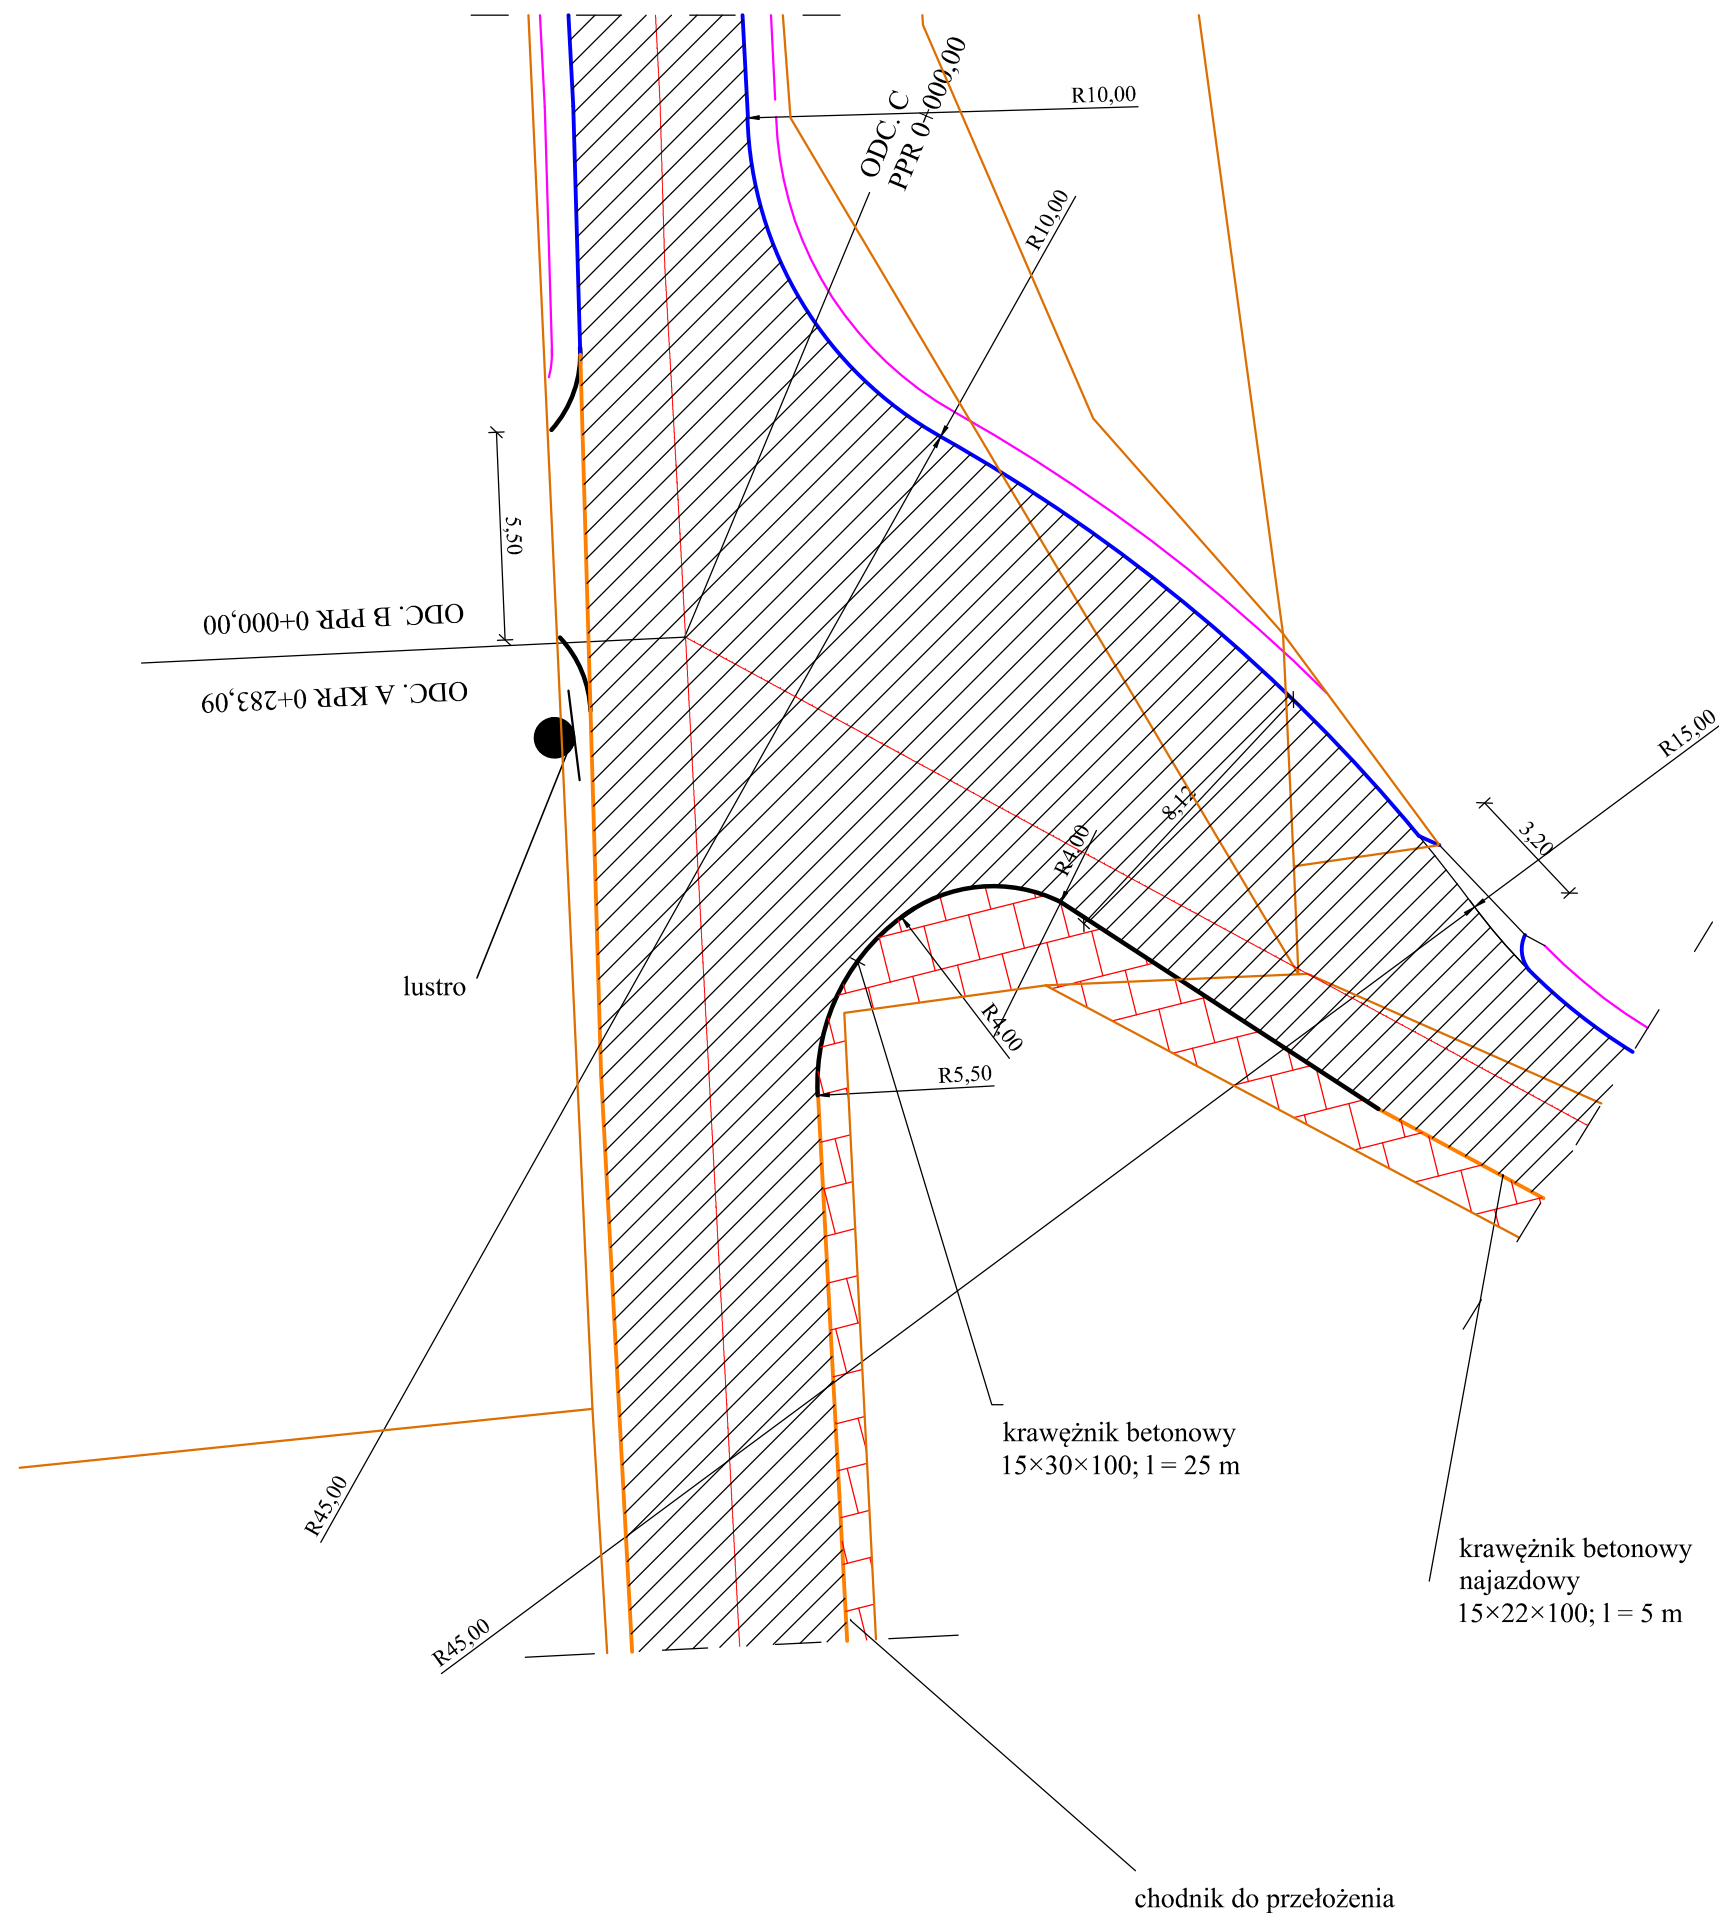 R10,00
ODC. C
PPR 0+000,00
R10,00
5,50
ODC. B PPR 0+000,00
ODC. A KPR 0+283,09
R15,00
8,12
3,20
R4,00
lustro
R4,00
R5,50
krawężnik betonowy
15×30×100; l = 25 m
R45,00
krawężnik betonowy
najazdowy
15×22×100; l = 5 m
R45,00
chodnik do przełożenia